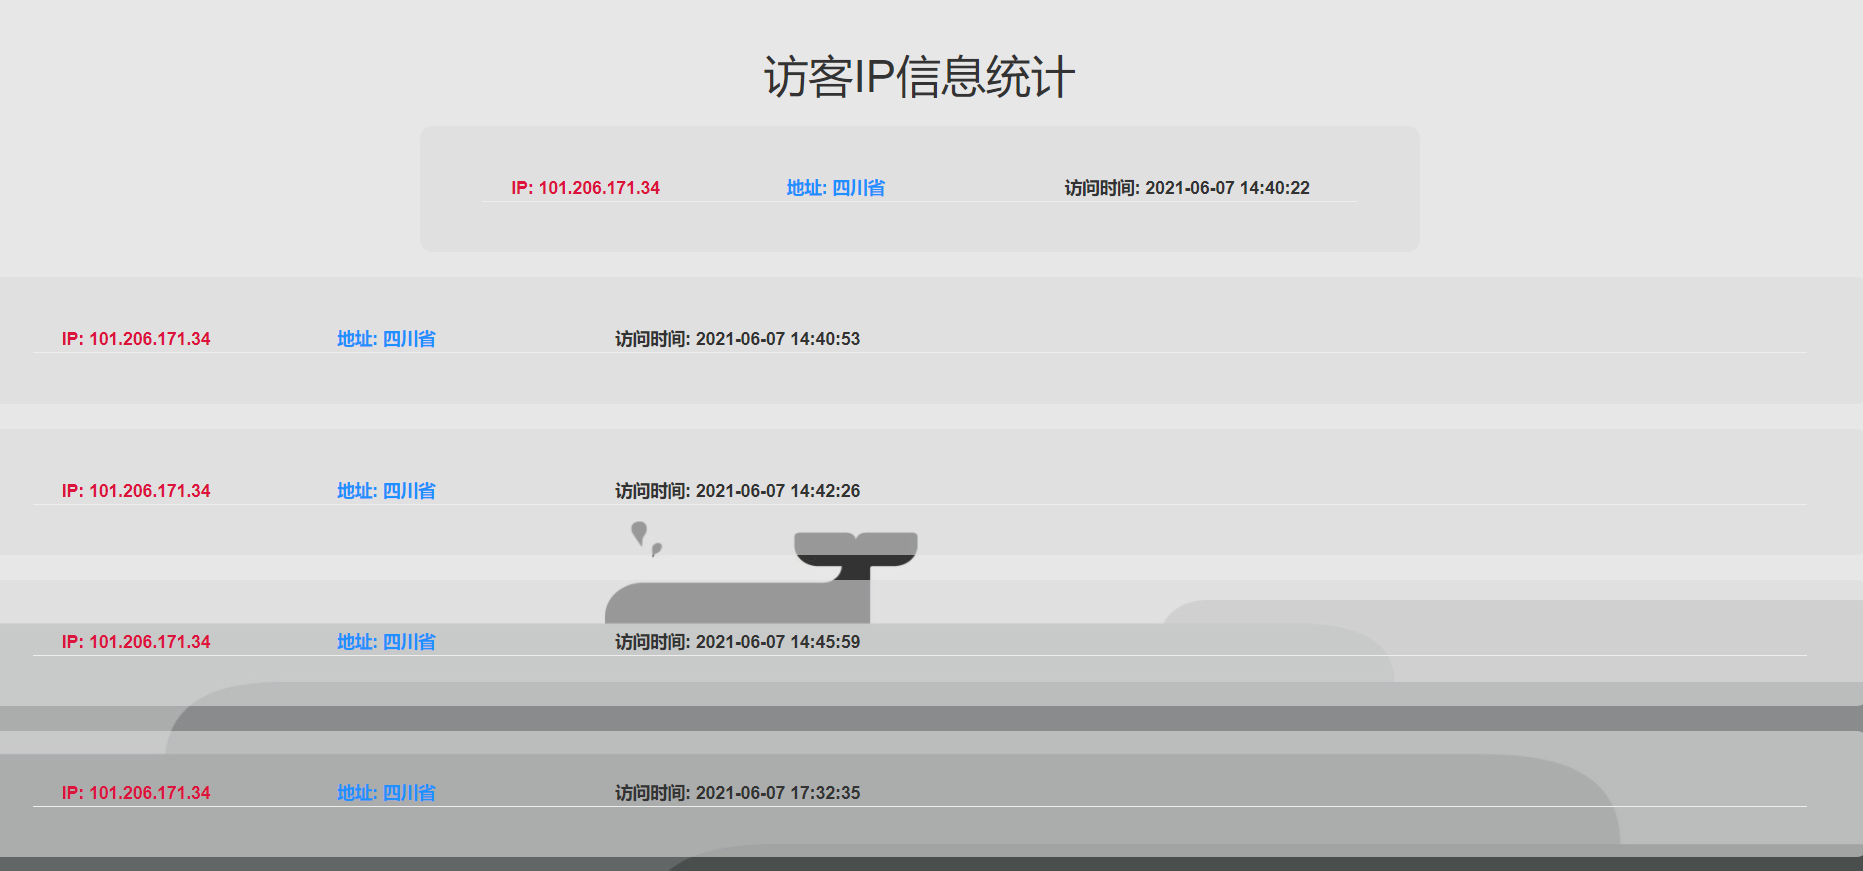 访客IP信息统计
IP: 101.206.171.34 地址: 四川省 访问时间: 2021-06-07 14:40:22
IP: 101.206.171.34 地址: 四川省 访问时间: 2021-06-07 14:40:53
IP: 101.206.171.34 地址: 四川省 访问时间: 2021-06-07 14:42:26
IP: 101.206.171.34 地址: 四川省 访问时间: 2021-06-07 14:45:59
IP: 101.206.171.34 地址: 四川省 访问时间: 2021-06-07 17:32:35